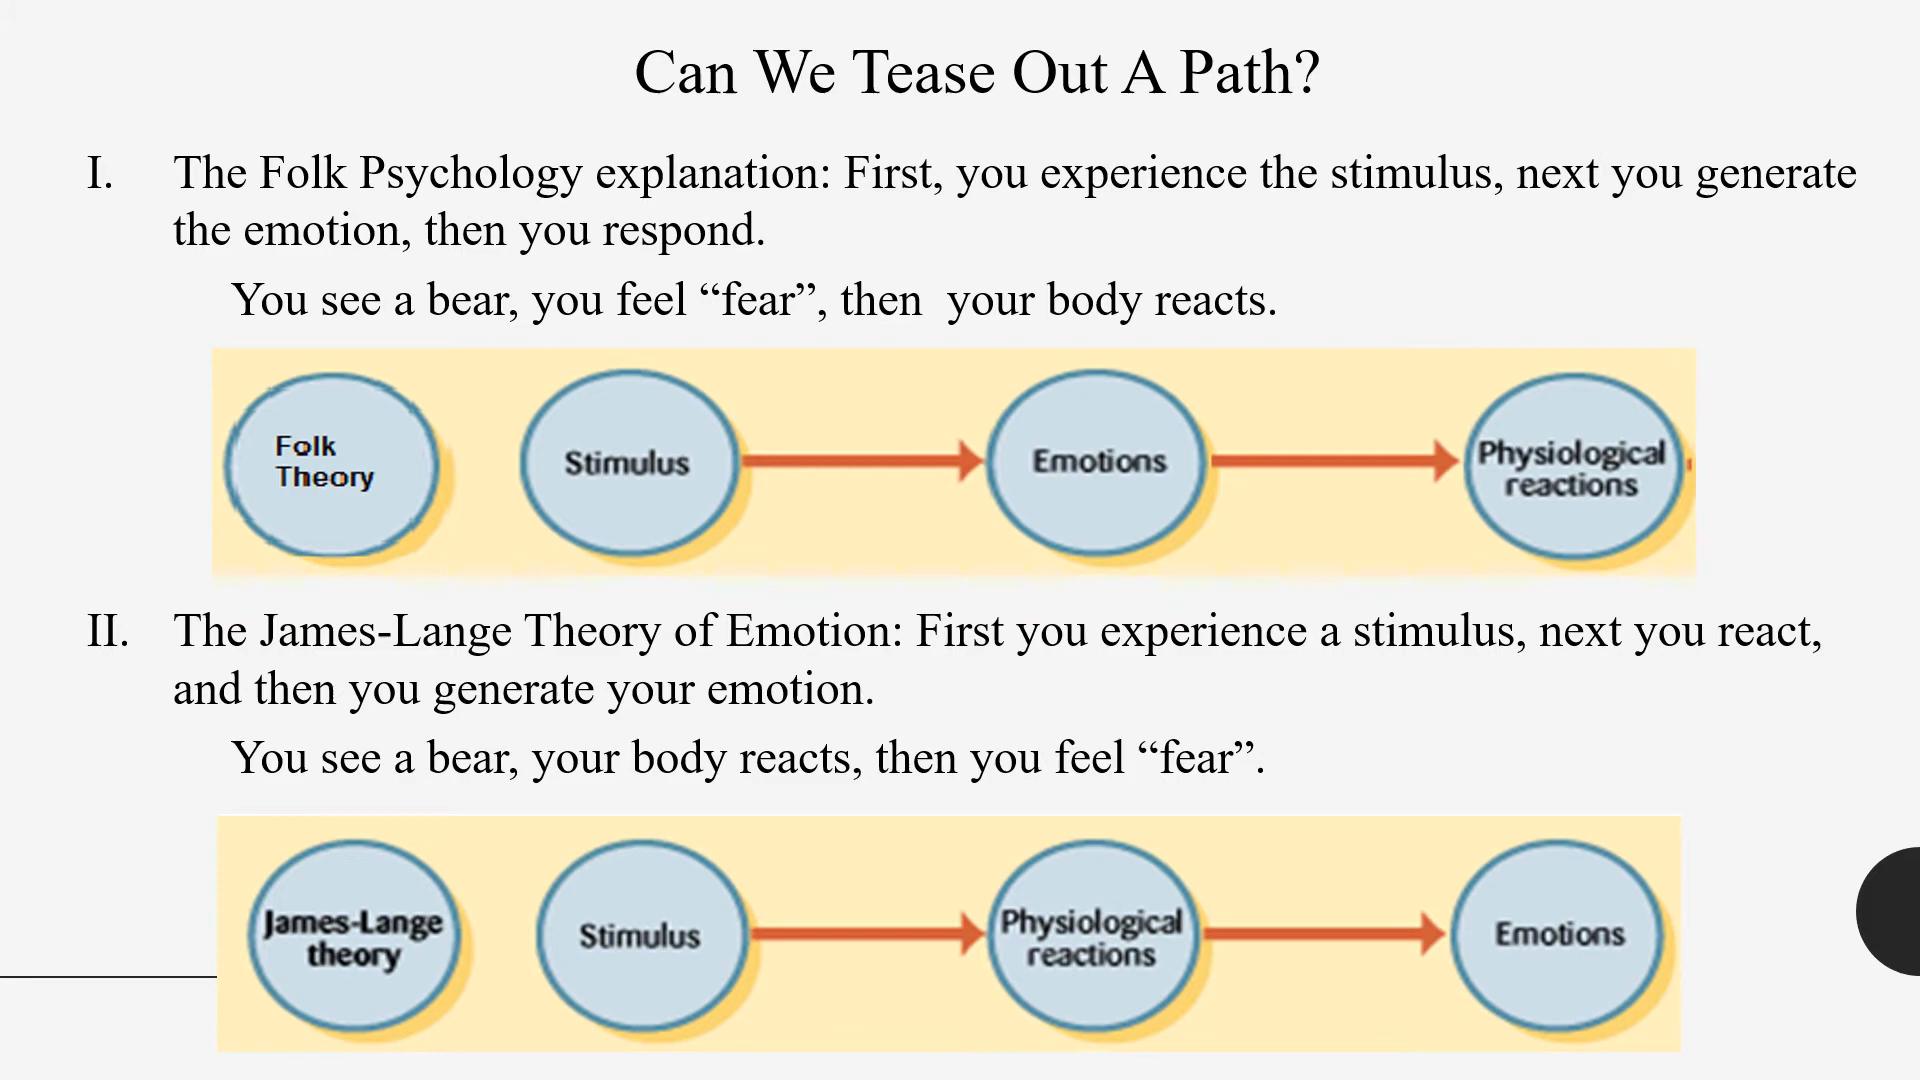 Can We Tease Out A Path?
I. The Folk Psychology explanation: First, you experience the stimulus, next you generate
the emotion, then you respond.
You see a bear, you feel “fear”, then  your body reacts.
Folk
Theory
Stimulus
Emotions
Physiological
reactions
II. The James-Lange Theory of Emotion: First you experience a stimulus, next you react,
and then you generate your emotion.
You see a bear, your body reacts, then you feel “fear”.
James-Lange
theory
Stimulus
Physiological
reactions
Emotions